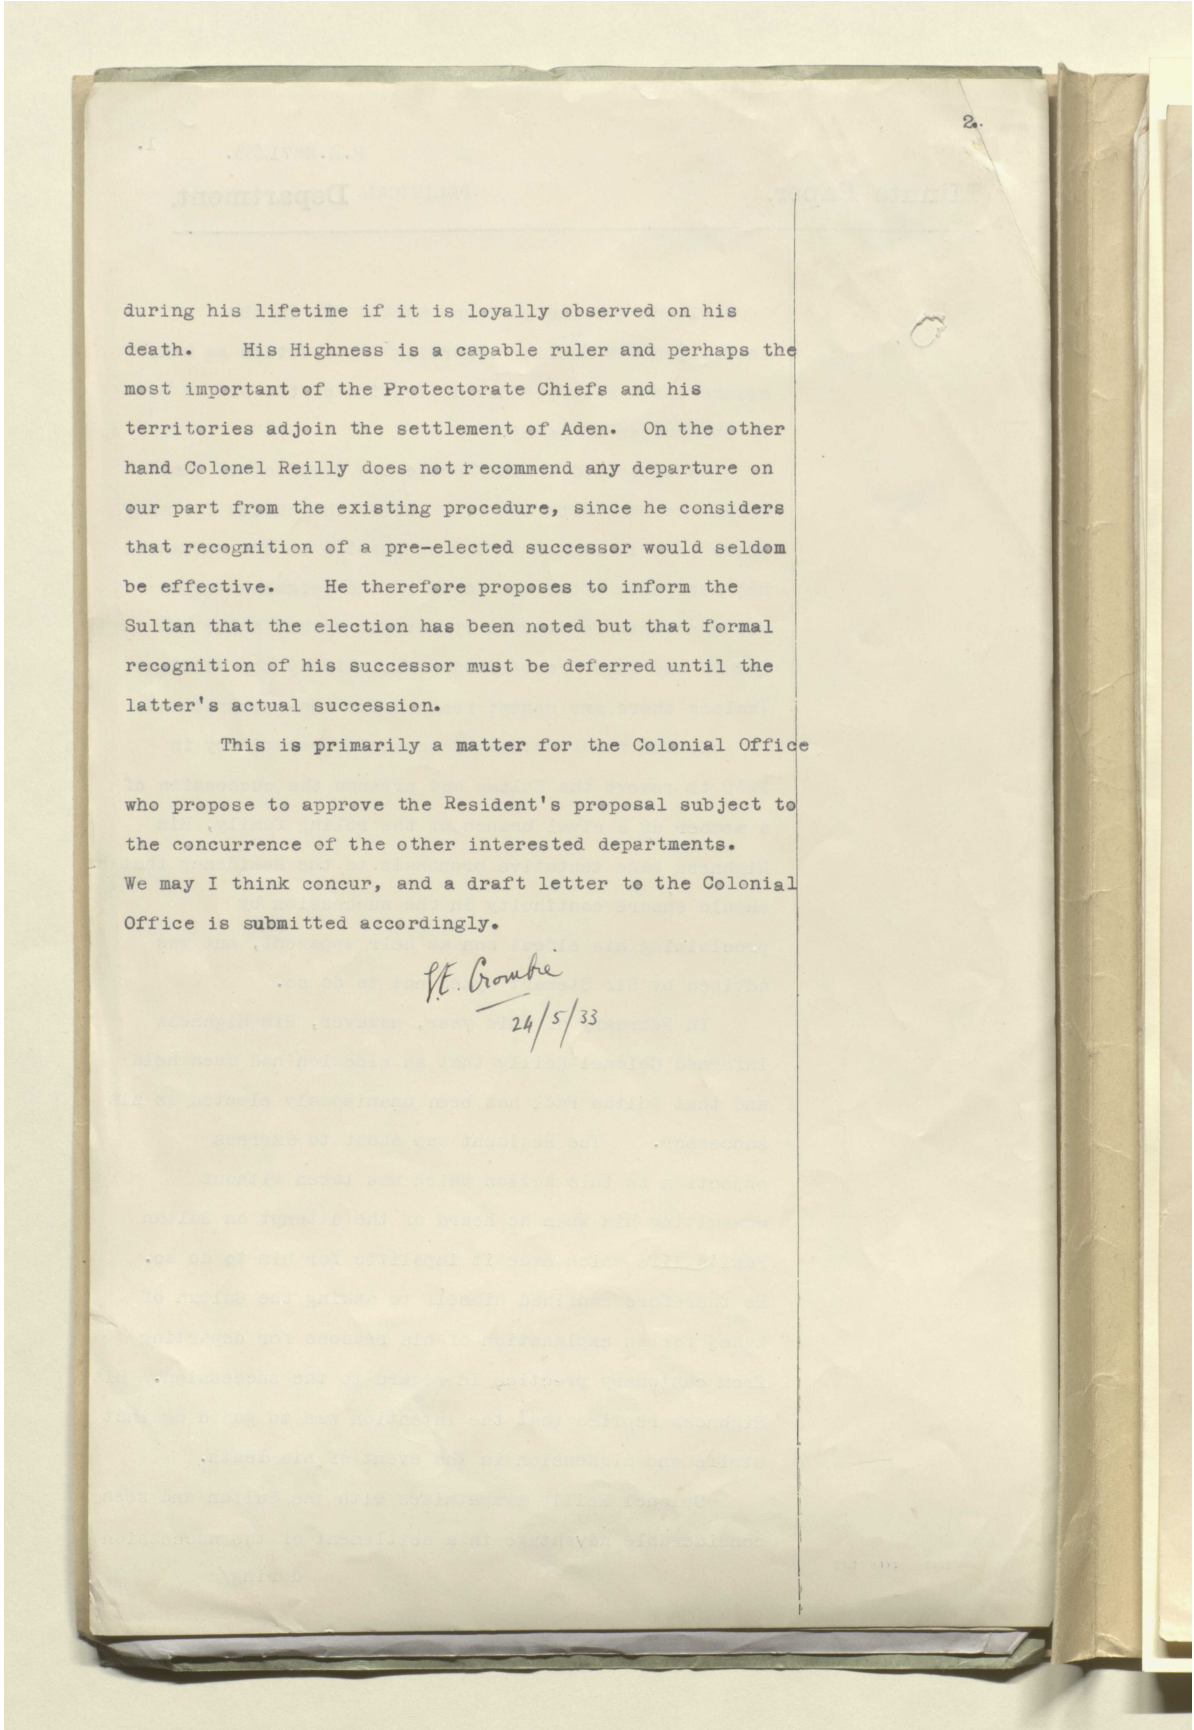 2.
during his lifetime if it is loyally observed on his
death. His Highness is a capable ruler and perhaps the
most important of the Protectorate Chiefs and his
territories adjoin the settlement of Aden. On the other
hand Colonel Reilly does not recommend any departure on
our part from the existing procedure, since he considers
that recognition of a pre-elected successor would seldom
be effective. He therefore proposes to inform the
Sultan that the election has been noted but that formal
recognition of his successor must be deferred until the
latter's actual succession.
This is primarily a matter for the Colonial Office
who propose to approve the Resident's proposal subject to
the concurrence of the other interested departments.
We may I think concur, and a draft letter to the Colonial
Office is submitted accordingly.
G.E. Crombie
24/5/33